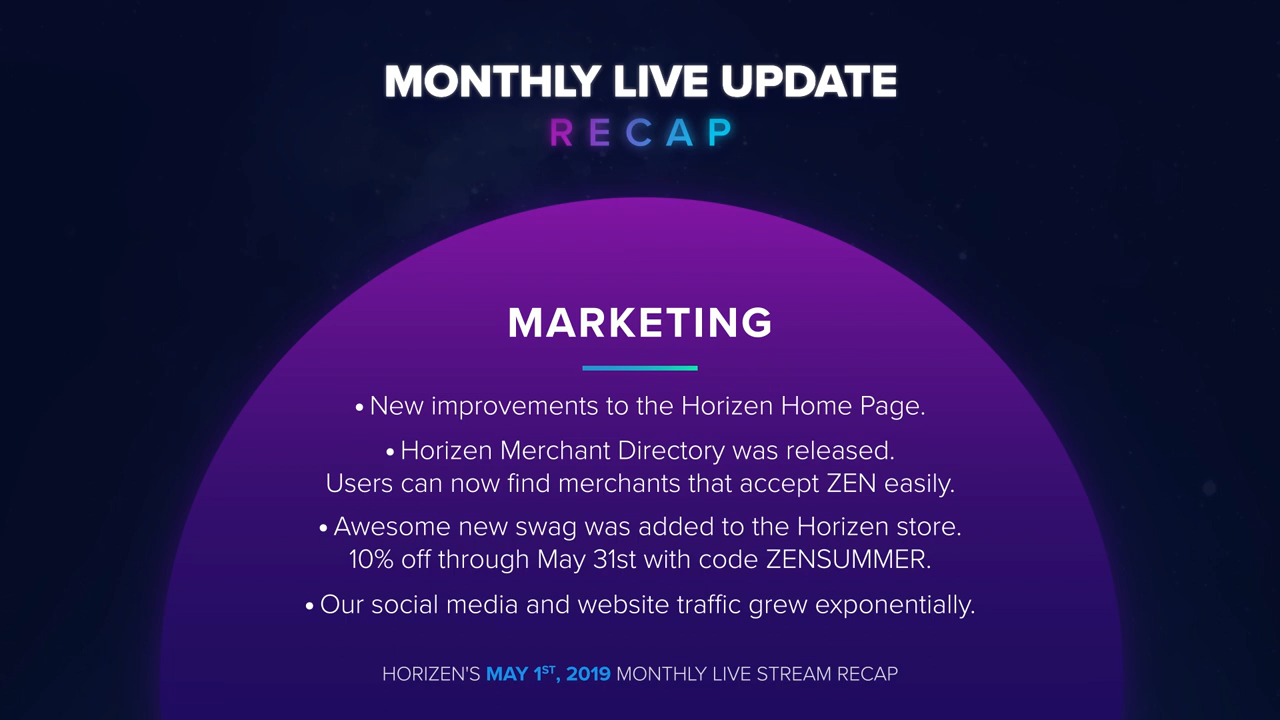 MONTHLY LIVE UPDATE
RECAP
MARKETING
• New improvements to the Horizen Home Page.
• Horizen Merchant Directory was released.
Users can now find merchants that accept ZEN easily.
• Awesome new swag was added to the Horizen store.
10% off through May 31st with code ZENSUMMER.
• Our social media and website traffic grew exponentially.
HORIZEN'S MAY 1ST, 2019 MONTHLY LIVE STREAM RECAP